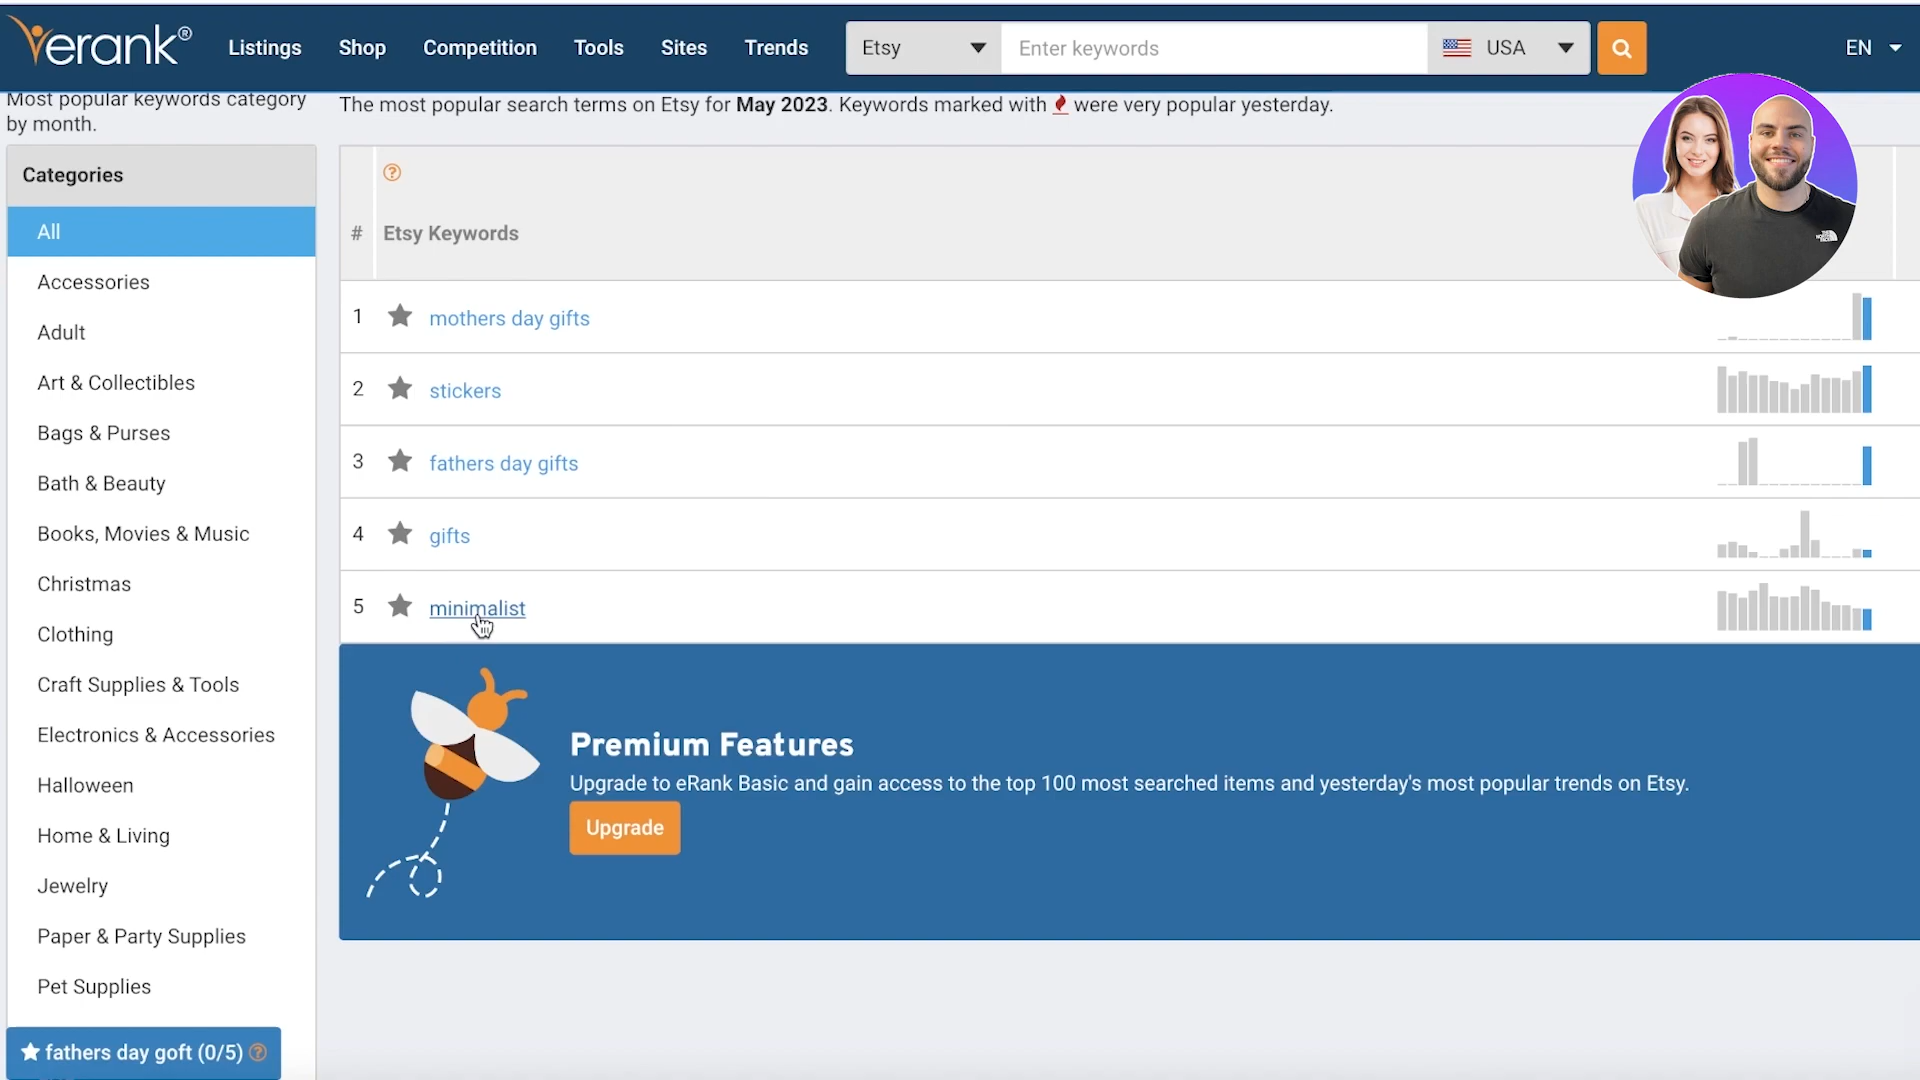 erank®
Listings
Shop
Competition
Tools
Sites
Trends
Etsy
Enter keywords
USA
EN
Most popular keywords category
by month.
The most popular search terms on Etsy for May 2023. Keywords marked with were very popular yesterday.
Categories
All
Accessories
Adult
Art & Collectibles
Bags & Purses
Bath & Beauty
Books, Movies & Music
Christmas
Clothing
Craft Supplies & Tools
Electronics & Accessories
Halloween
Home & Living
Jewelry
Paper & Party Supplies
Pet Supplies
fathers day goft (0/5) ?
?
# Etsy Keywords
1 mothers day gifts
2 stickers
3 fathers day gifts
4 gifts
5 minimalist
Premium Features
Upgrade to eRank Basic and gain access to the top 100 most searched items and yesterday's most popular trends on Etsy.
Upgrade